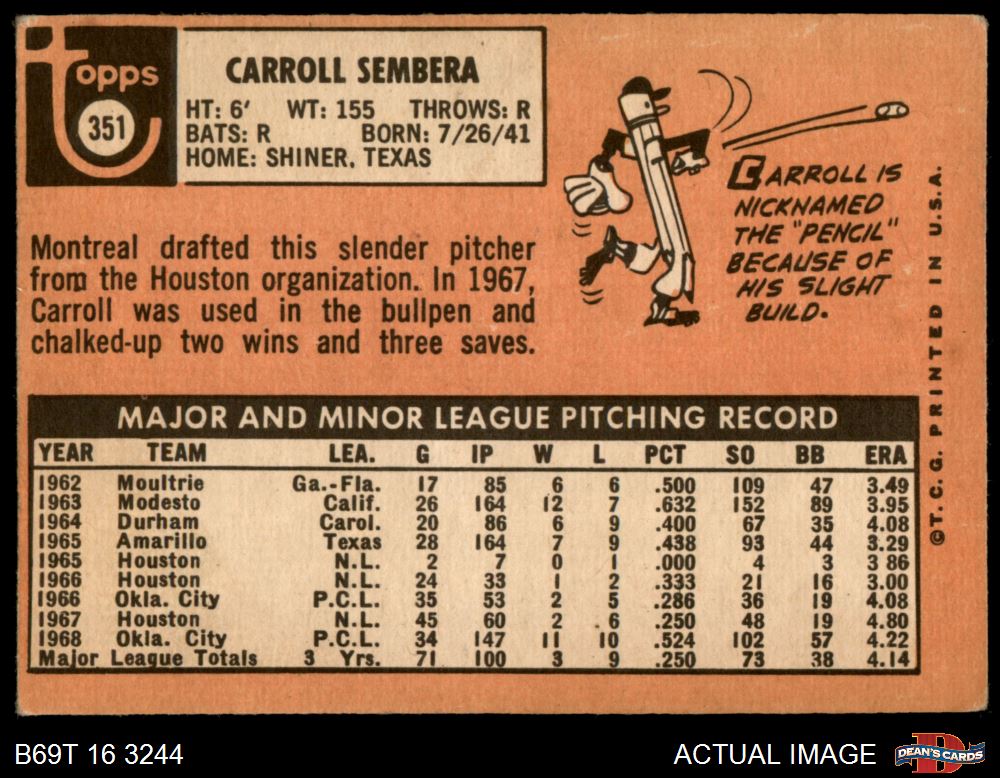 Topps
351
CARROLL SEMBERA
HT: 6' WT: 155 THROWS: R
BATS: R BORN: 7/26/41
HOME: SHINER, TEXAS
Montreal drafted this slender pitcher
from the Houston organization. In 1967,
Carroll was used in the bullpen and
chalked-up two wins and three saves.
CARROLL IS
NICKNAMED
THE "PENCIL"
BECAUSE OF
HIS SLIGHT
BUILD.
©T. C. G. PRINTED IN U.S.A.
MAJOR AND MINOR LEAGUE PITCHING RECORD
YEAR TEAM LEA. G IP W L PCT SO BB ERA
1962 Moultrie Ga.-Fla. 17 85 6 6 .500 109 47 3.49
1963 Modesto Calif. 26 164 12 7 .632 152 89 3.95
1964 Durham Carol. 20 86 6 9 .400 67 35 4.08
1965 Amarillo Texas 28 164 7 9 .438 93 44 3.29
1965 Houston N.L. 2 7 0 1 .000 4 3 3 86
1966 Houston N.L. 24 33 1 2 .333 21 16 3.00
1966 Okla. City P.C.L. 35 53 2 5 .286 36 19 4.08
1967 Houston N.L. 45 60 2 6 .250 48 19 4.80
1968 Okla. City P.C.L. 34 147 11 10 .524 102 57 4.22
Major League Totals 3 Yrs. 71 100 3 9 .250 73 38 4.14
B69T 16 3244
ACTUAL IMAGE
DEAN'S CARDS